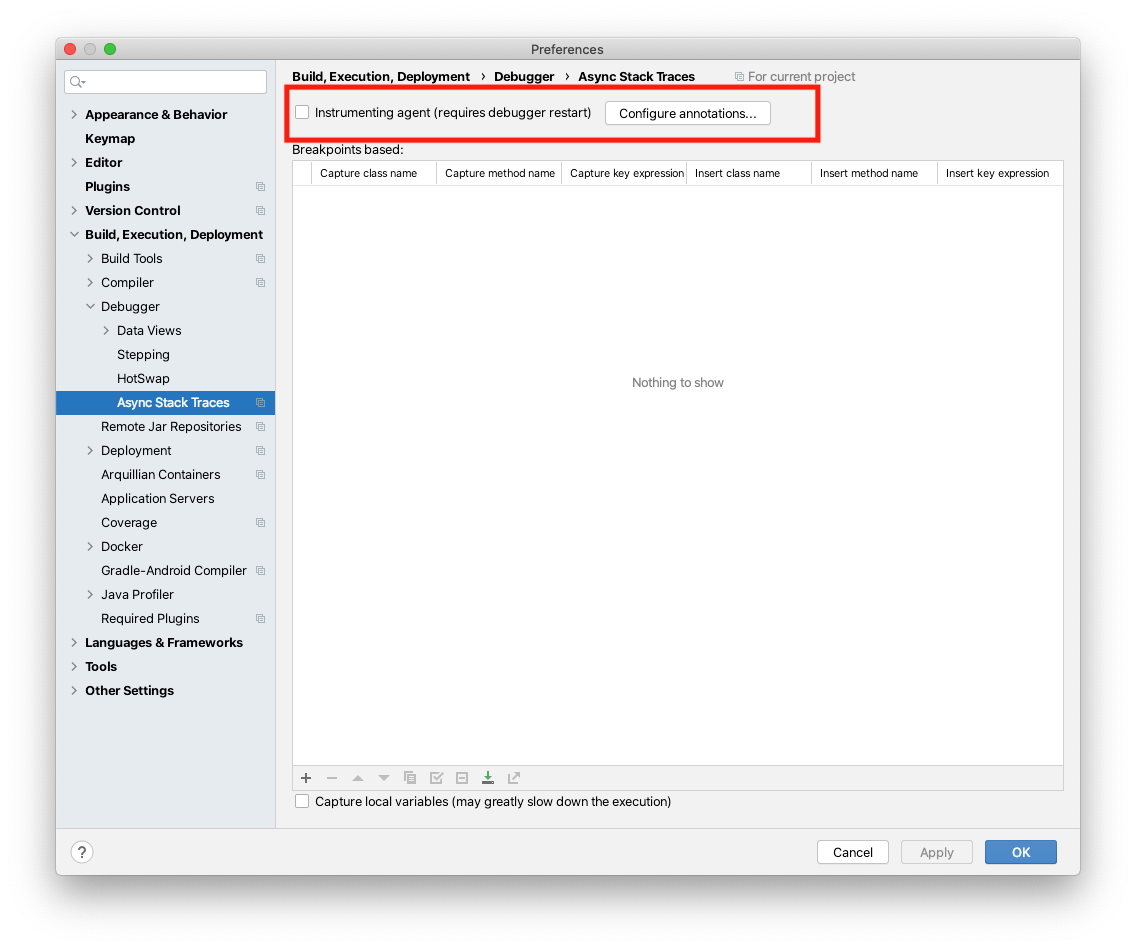 Preferences
Build, Execution, Deployment › Debugger › Async Stack Traces For current project
Instrumenting agent (requires debugger restart) Configure annotations...
Breakpoints based:
Capture class name Capture method name Capture key expression Insert class name Insert method name Insert key expression
Nothing to show
Capture local variables (may greatly slow down the execution)
Appearance & Behavior
Keymap
Editor
Plugins
Version Control
Build, Execution, Deployment
Build Tools
Compiler
Debugger
Data Views
Stepping
HotSwap
Async Stack Traces
Remote Jar Repositories
Deployment
Arquillian Containers
Application Servers
Coverage
Docker
Gradle-Android Compiler
Java Profiler
Required Plugins
Languages & Frameworks
Tools
Other Settings
? Cancel Apply OK